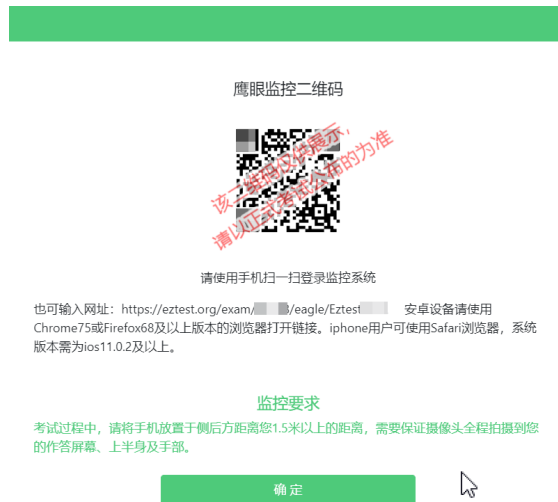 鹰眼监控二维码
该二维码仅供展示，
请以正式考试公布的为准
请使用手机扫一扫登录监控系统
也可输入网址：https://eztest.org/exam/ /eagle/Eztest 安卓设备请使用
Chrome75或Firefox68及以上版本的浏览器打开链接。iphone用户可使用Safari浏览器，系统
版本需为ios11.0.2及以上。
监控要求
考试过程中，请将手机放置于侧后方距离您1.5米以上的距离，需要保证摄像头全程拍摄到您
的作答屏幕、上半身及手部。
确定